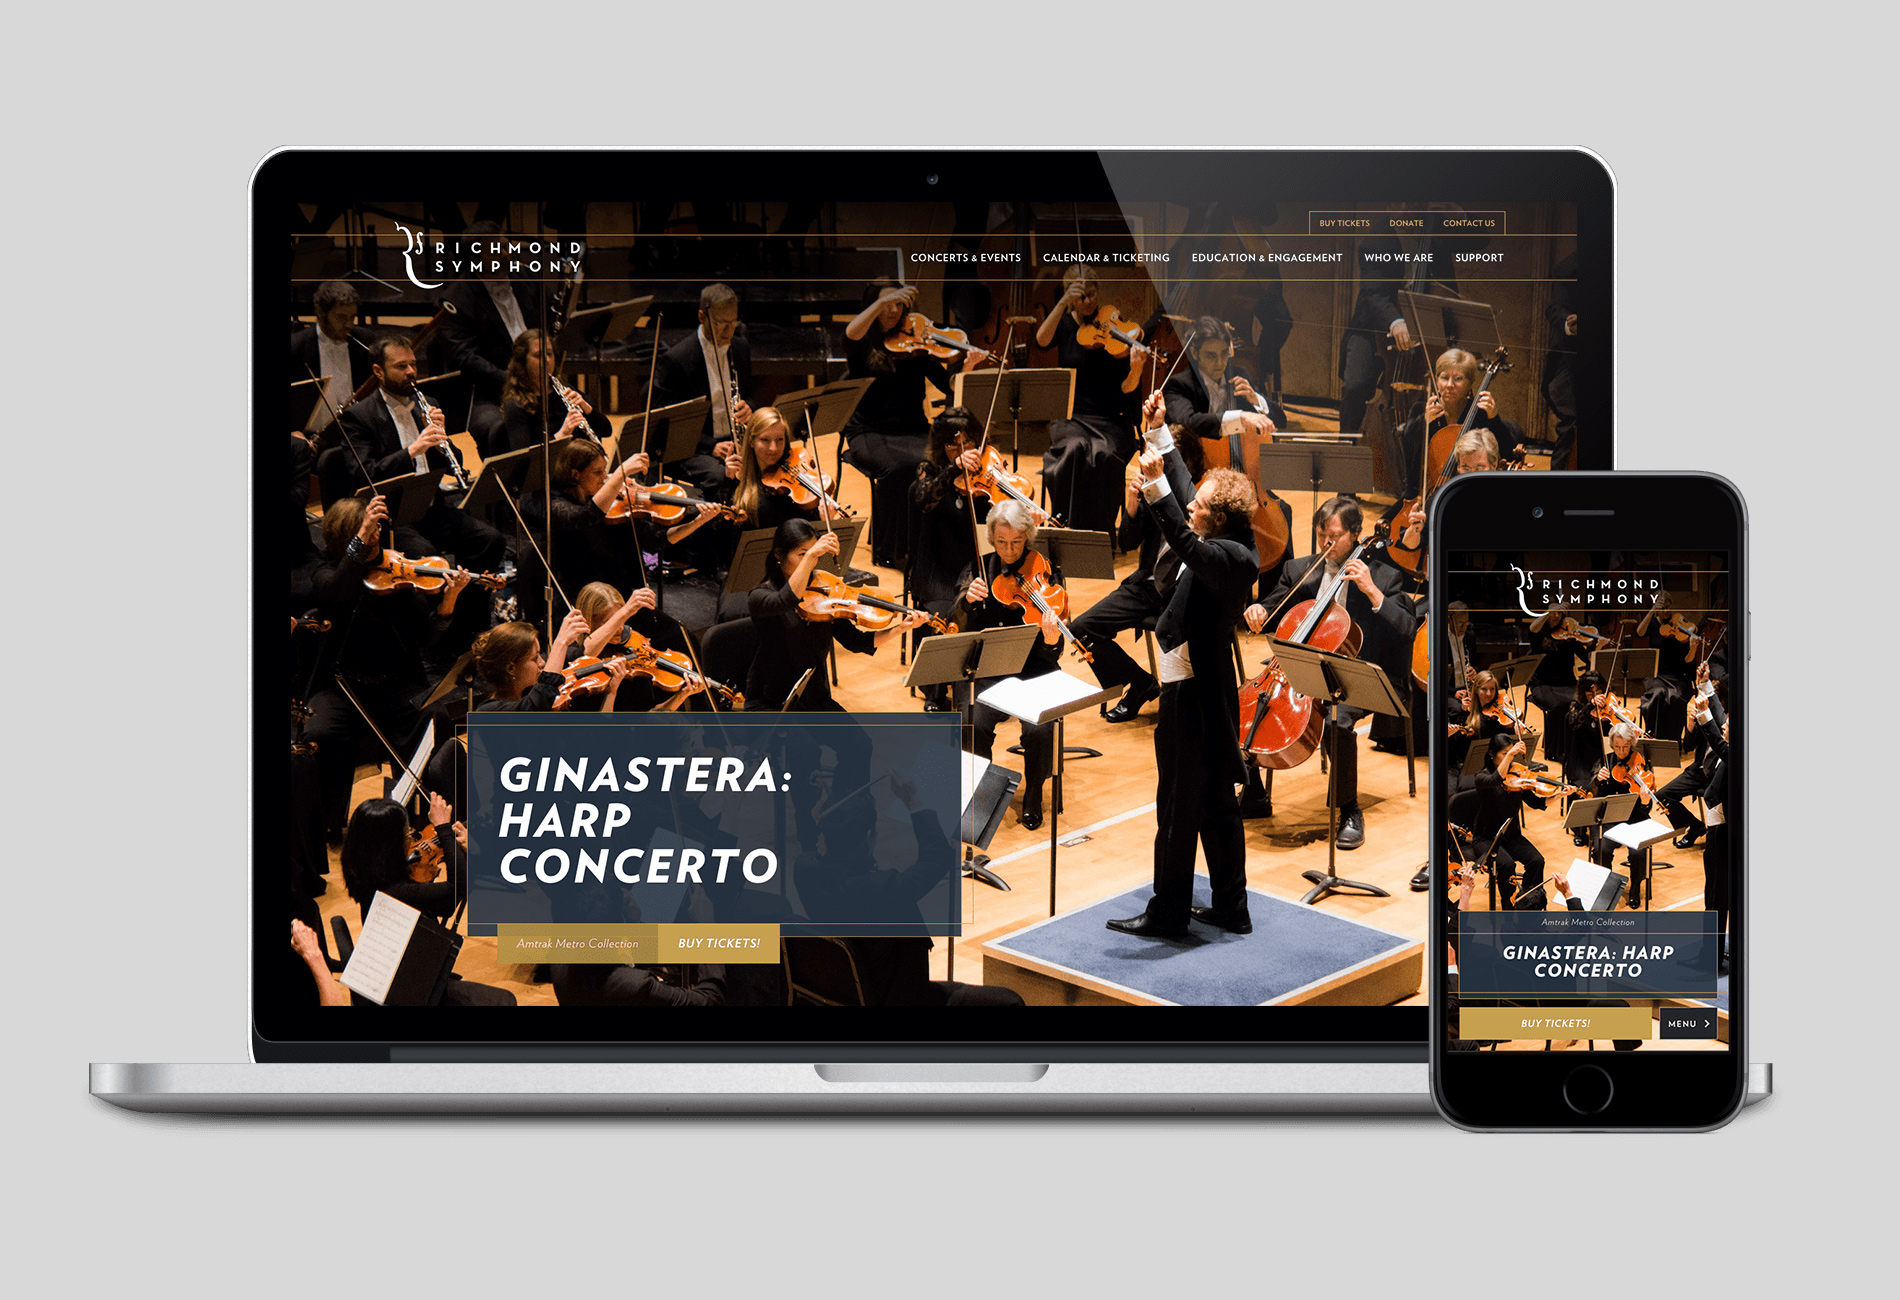 BUY TICKETS DONATE CONTACT US
RICHMOND
SYMPHONY
CONCERTS & EVENTS CALENDAR & TICKETING EDUCATION & ENGAGEMENT WHO WE ARE SUPPORT
GINASTERA:
HARP
CONCERTO
Amtrak Metro Collection BUY TICKETS!
RICHMOND
SYMPHONY
Amtrak Metro Collection
GINASTERA: HARP
CONCERTO
BUY TICKETS! MENU >